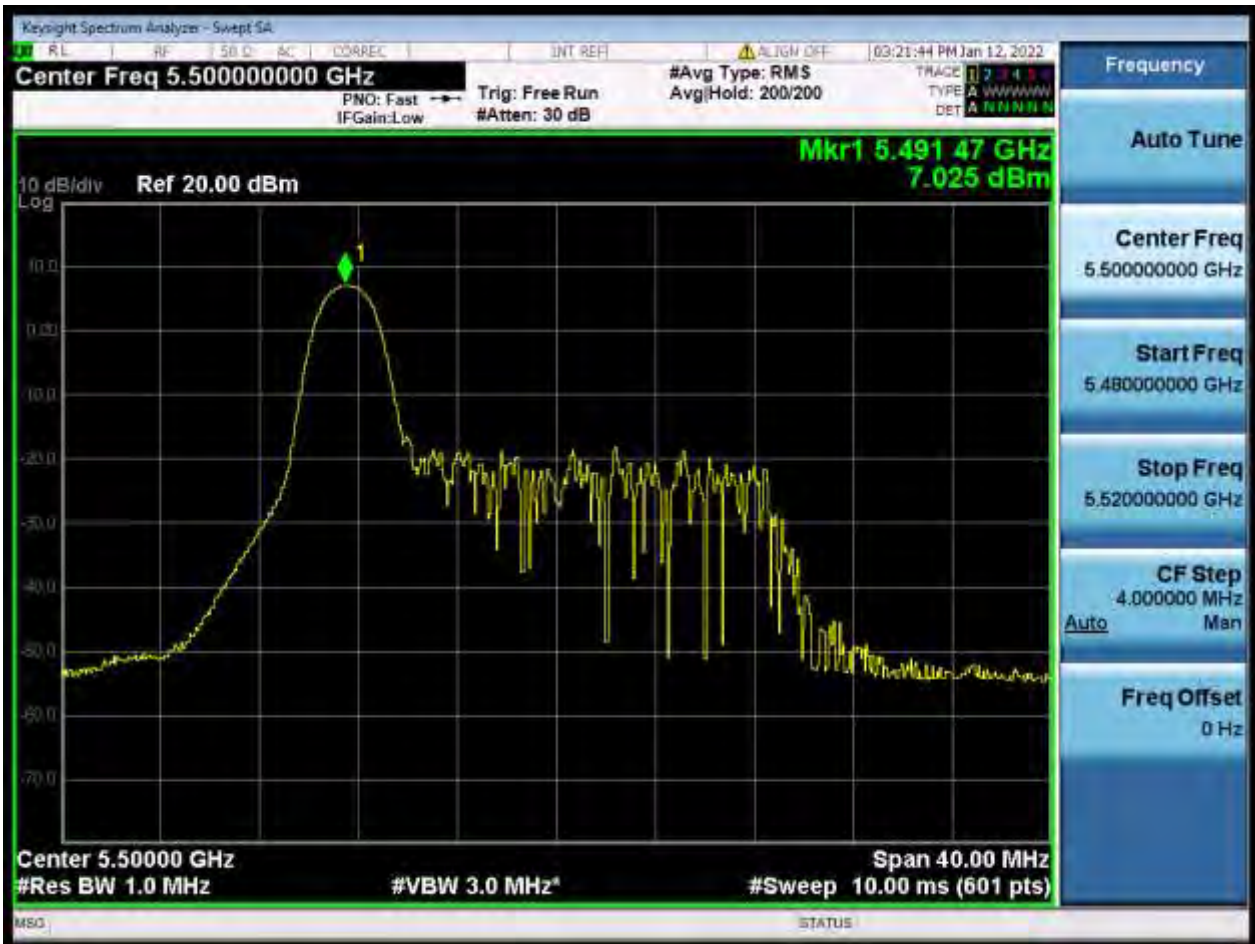 Keysight Spectrum Analyzer - Swept SA
RL RF 50 Ω AC CORREC INT REF ALIGN OFF 03:21:44 PM Jan 12, 2022
Center Freq 5.500000000 GHz
PNO: Fast
IFGain:Low
Trig: Free Run
#Atten: 30 dB
#Avg Type: RMS
Avg|Hold: 200/200
TRACE 1 2 3 4 5 6
TYPE A WWWWW
DET A N N N N N
Mkr1 5.491 47 GHz
7.025 dBm
10 dB/div Ref 20.00 dBm
Log
10.0
0.00
-10.0
-20.0
-30.0
-40.0
-50.0
-60.0
-70.0
1
Center 5.50000 GHz
Span 40.00 MHz
#Res BW 1.0 MHz
#VBW 3.0 MHz*
#Sweep 10.00 ms (601 pts)
MSG
STATUS
Frequency
Auto Tune
Center Freq
5.500000000 GHz
Start Freq
5.480000000 GHz
Stop Freq
5.520000000 GHz
CF Step
4.000000 MHz
Auto Man
Freq Offset
0 Hz